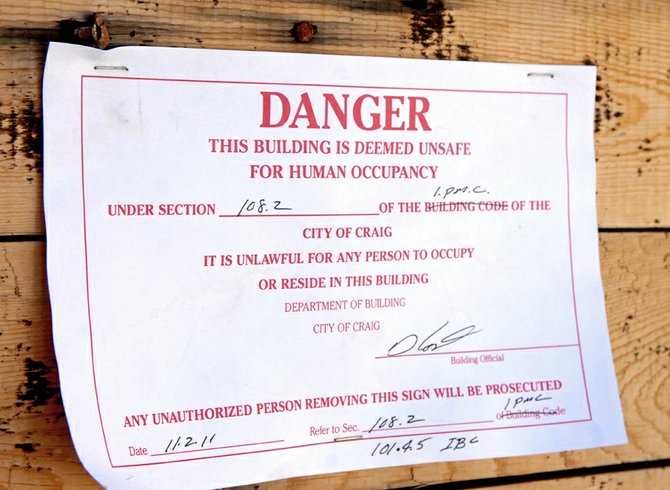 DANGER
THIS BUILDING IS DEEMED UNSAFE
FOR HUMAN OCCUPANCY
I.P.M.C.
UNDER SECTION 108.2 OF THE BUILDING CODE OF THE
CITY OF CRAIG
IT IS UNLAWFUL FOR ANY PERSON TO OCCUPY
OR RESIDE IN THIS BUILDING
DEPARTMENT OF BUILDING
CITY OF CRAIG
Building Official
ANY UNAUTHORIZED PERSON REMOVING THIS SIGN WILL BE PROSECUTED
IPMC
Date 11.2.11 Refer to Sec. 108.2 of Building Code
101.4.5 IBC